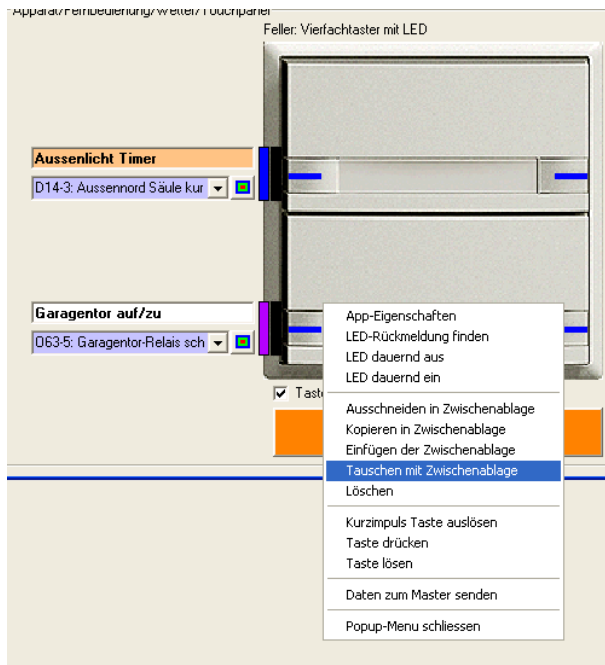 Apparat/Fernbedienung/Wetter/Touchpanel
Feller: Vierfachtaster mit LED
Aussenlicht Timer
D14-3: Aussennord Säule kur
Garagentor auf/zu
O63-5: Garagentor-Relais sch
App-Eigenschaften
LED-Rückmeldung finden
LED dauernd aus
LED dauernd ein
Ausschneiden in Zwischenablage
Kopieren in Zwischenablage
Einfügen der Zwischenablage
Tauschen mit Zwischenablage
Löschen
Kurzimpuls Taste auslösen
Taste drücken
Taste lösen
Daten zum Master senden
Popup-Menu schliessen